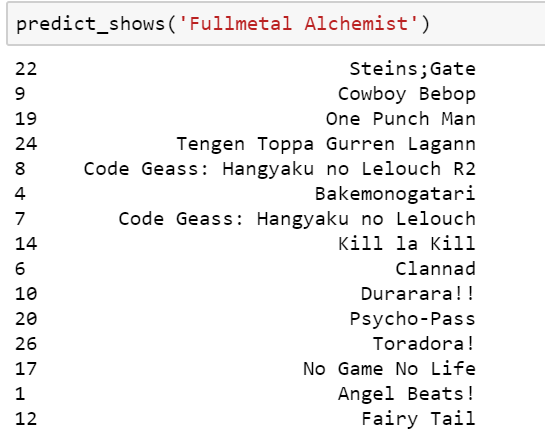 predict_shows('Fullmetal Alchemist')
22 Steins;Gate
9 Cowboy Bebop
19 One Punch Man
24 Tengen Toppa Gurren Lagann
8 Code Geass: Hangyaku no Lelouch R2
4 Bakemonogatari
7 Code Geass: Hangyaku no Lelouch
14 Kill la Kill
6 Clannad
10 Durarara!!
20 Psycho-Pass
26 Toradora!
17 No Game No Life
1 Angel Beats!
12 Fairy Tail